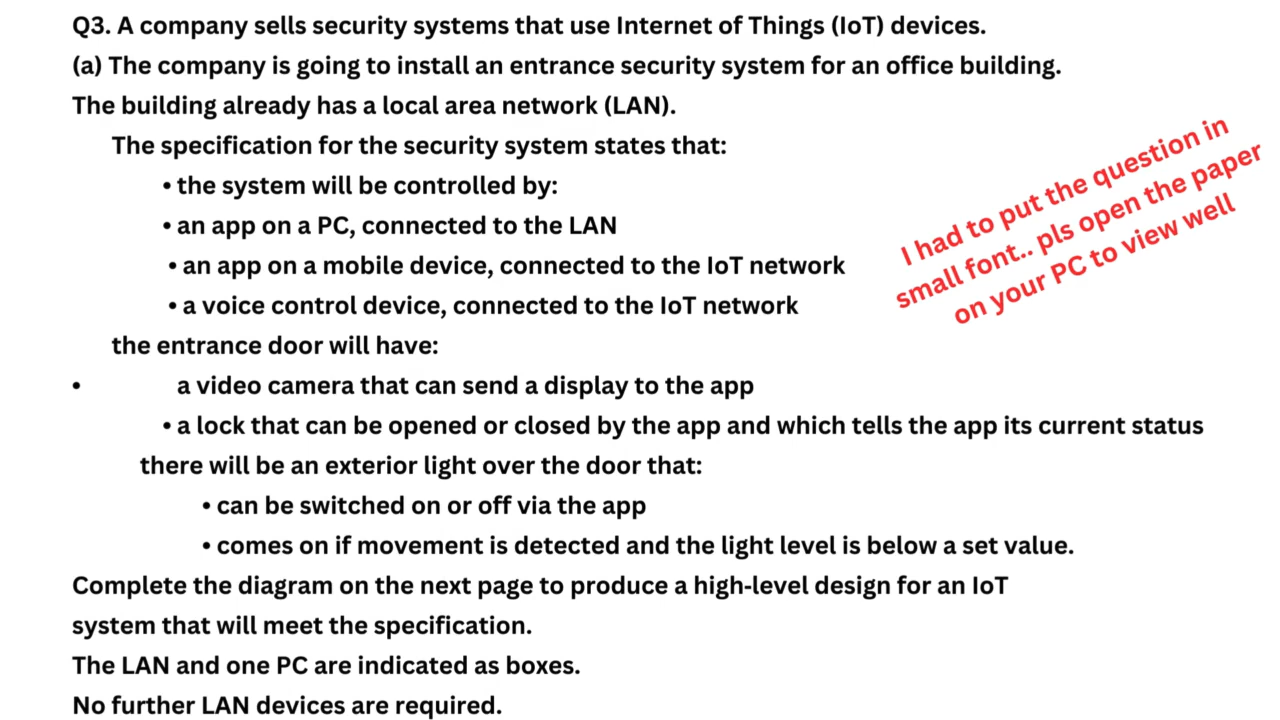 Q3. A company sells security systems that use Internet of Things (IoT) devices.
(a) The company is going to install an entrance security system for an office building.
The building already has a local area network (LAN).
The specification for the security system states that:
• the system will be controlled by:
• an app on a PC, connected to the LAN
• an app on a mobile device, connected to the IoT network
• a voice control device, connected to the IoT network
the entrance door will have:
• a video camera that can send a display to the app
• a lock that can be opened or closed by the app and which tells the app its current status
there will be an exterior light over the door that:
• can be switched on or off via the app
• comes on if movement is detected and the light level is below a set value.
Complete the diagram on the next page to produce a high-level design for an IoT
system that will meet the specification.
The LAN and one PC are indicated as boxes.
No further LAN devices are required.
I had to put the question in
small font.. pls open the paper
on your PC to view well